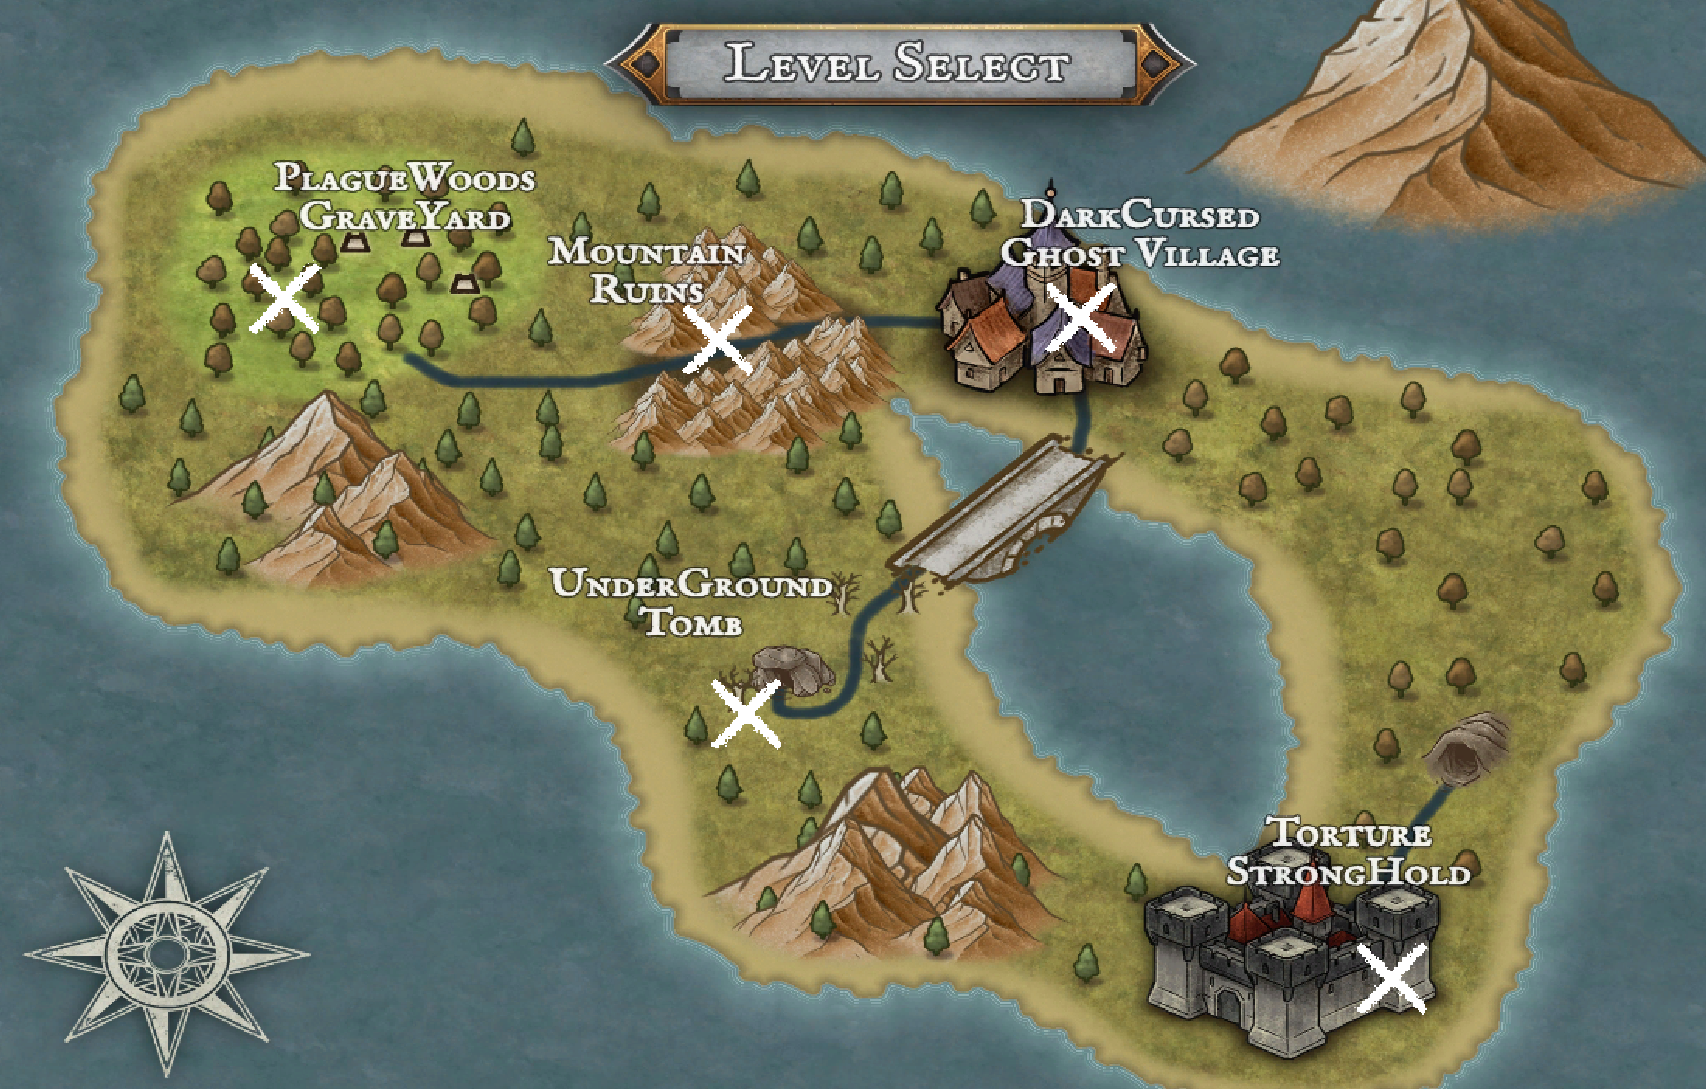 Level Select
PlagueWoods
GraveYard
Mountain
Ruins
DarkCursed
Ghost Village
UnderGround
Tomb
Torture
StrongHold